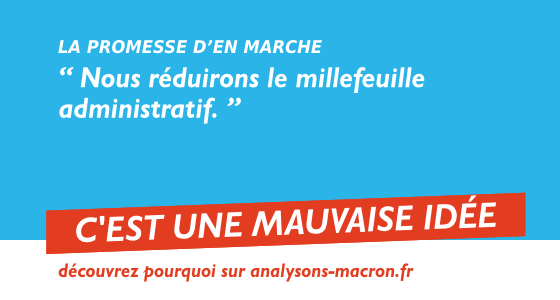 LA PROMESSE D’EN MARCHE
“ Nous réduirons le millefeuille
administratif. ”
C'EST UNE MAUVAISE IDÉE
découvrez pourquoi sur analysons-macron.fr